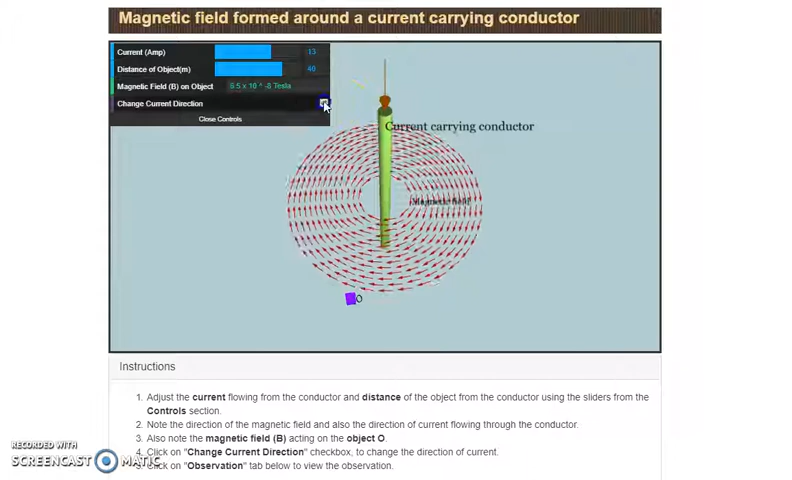 Magnetic field formed around a current carrying conductor
Current (Amp) 13
Distance of Object(m) 40
Magnetic Field (B) on Object 6.5 x 10 ^ -8 Tesla
Change Current Direction
Close Controls
Current carrying conductor
Magnetic field
O
Instructions
1. Adjust the current flowing from the conductor and distance of the object from the conductor using the sliders from the
Controls section.
2. Note the direction of the magnetic field and also the direction of current flowing through the conductor.
3. Also note the magnetic field (B) acting on the object O.
4. Click on "Change Current Direction" checkbox, to change the direction of current.
5. Click on "Observation" tab below to view the observation.
RECORDED WITH
SCREENCAST MATIC